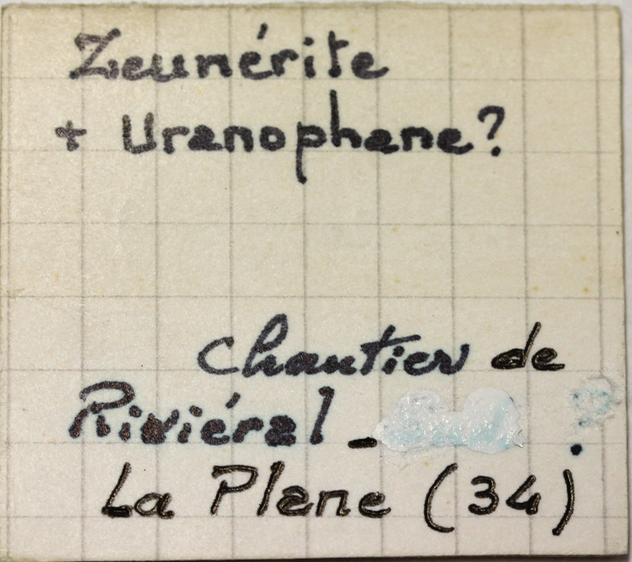 Zeunérite
+ Uranophane?
Chantier de
Riviéral -
La Plane (34)